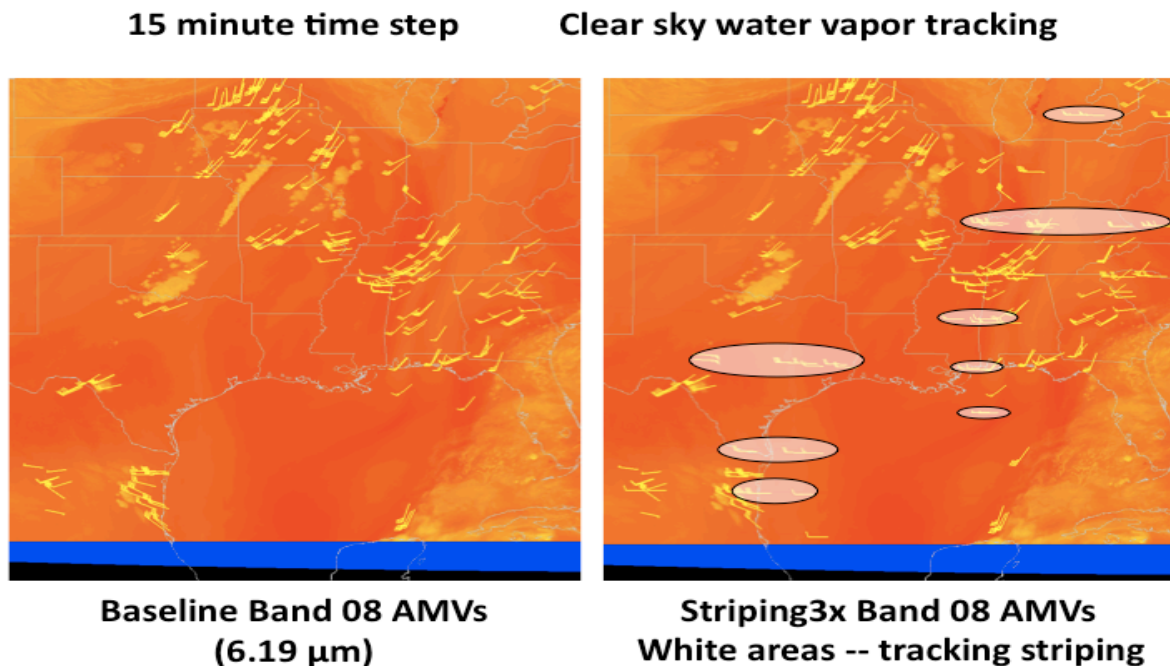 15 minute time step
Clear sky water vapor tracking
Baseline Band 08 AMVs
(6.19 µm)
Striping3x Band 08 AMVs
White areas -- tracking striping